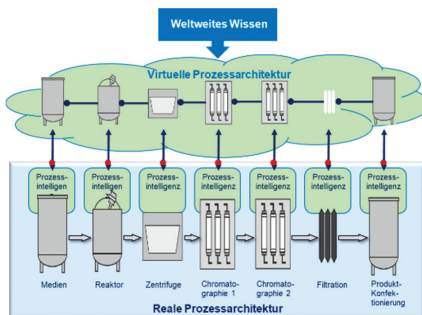 Weltweites Wissen
Virtuelle Prozessarchitektur
Prozess-
intelligen
Prozess-
intelligen
Prozess-
intelligenz
Prozess-
intelligenz
Prozess-
intelligenz
Prozess-
intelligenz
Prozess-
intelligenz
Medien
Reaktor
Zentrifuge
Chromato-
graphie 1
Chromato-
graphie 2
Filtration
Produkt-
Konfek-
tionierung
Reale Prozessarchitektur